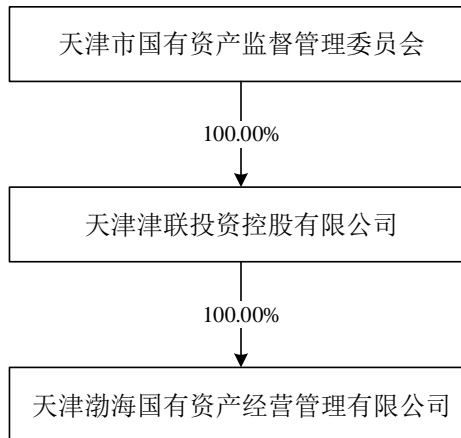 天津市国有资产监督管理委员会
100.00%
天津津联投资控股有限公司
100.00%
天津渤海国有资产经营管理有限公司